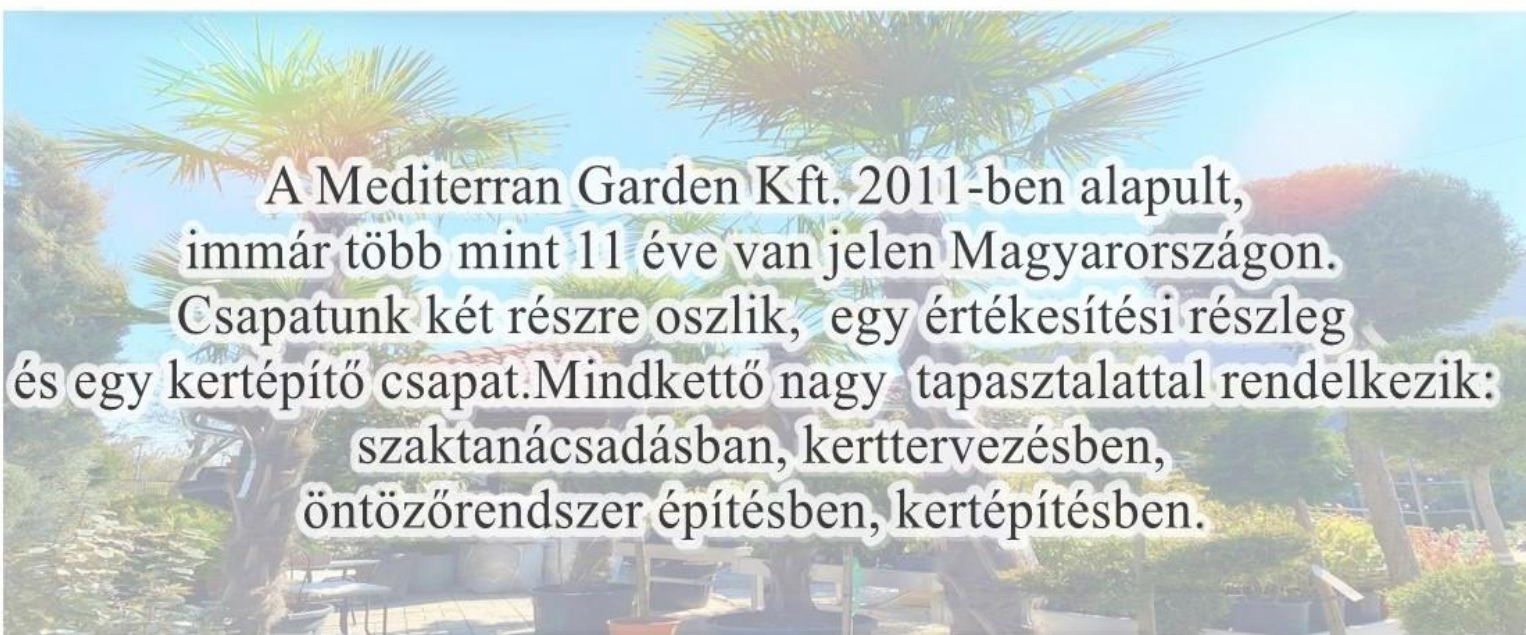 A Mediterran Garden Kft. 2011-ben alapult,
immár több mint 11 éve van jelen Magyarországon.
Csapatunk két részre oszlik,  egy értékesítési részleg
és egy kertépítő csapat.Mindkettő nagy  tapasztalattal rendelkezik:
szaktanácsadásban, kerttervezésben,
öntözőrendszer építésben, kertépítésben.